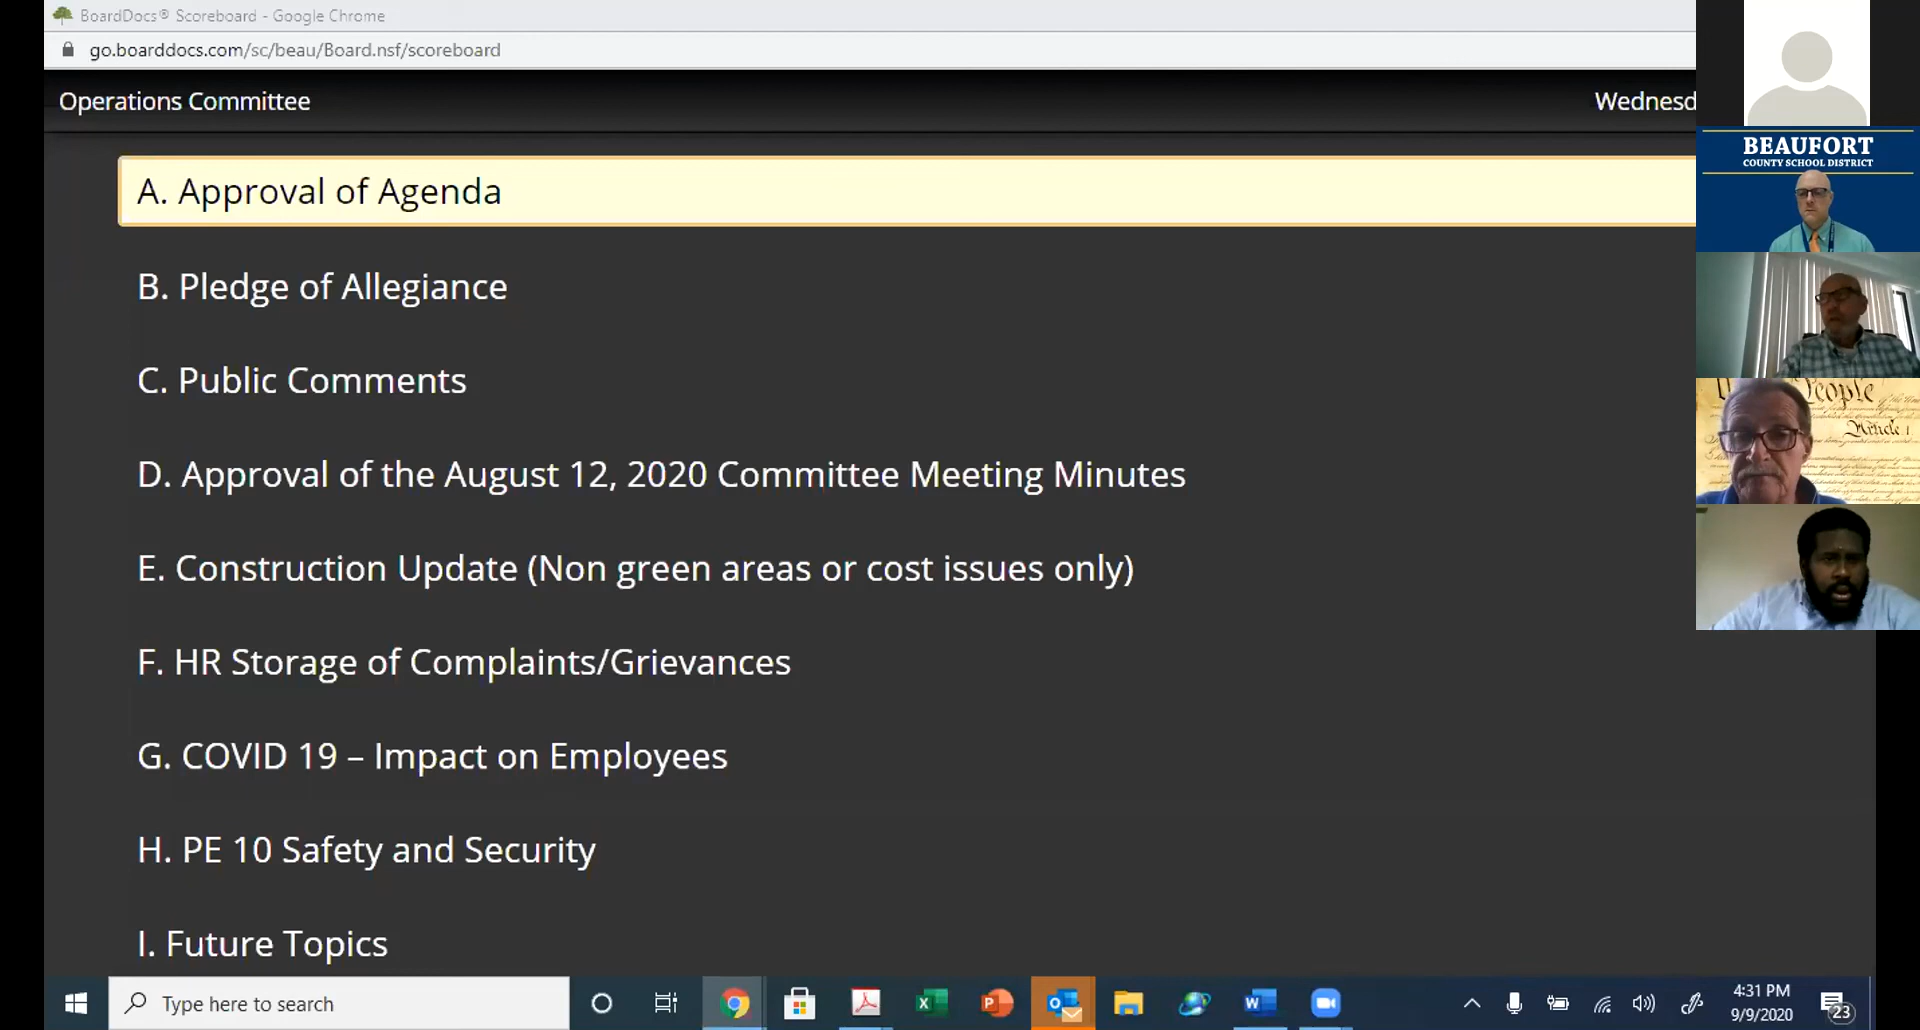 BoardDocs® Scoreboard - Google Chrome
go.boarddocs.com/sc/beau/Board.nsf/scoreboard
Operations Committee
Wednesd
A. Approval of Agenda
B. Pledge of Allegiance
C. Public Comments
D. Approval of the August 12, 2020 Committee Meeting Minutes
E. Construction Update (Non green areas or cost issues only)
F. HR Storage of Complaints/Grievances
G. COVID 19 – Impact on Employees
H. PE 10 Safety and Security
I. Future Topics
BEAUFORT
COUNTY SCHOOL DISTRICT
People
Article 1
Type here to search
4:31 PM
9/9/2020
23